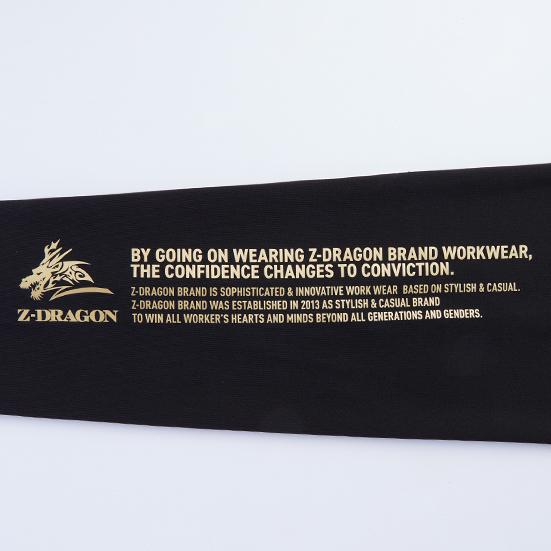 BY GOING ON WEARING Z-DRAGON BRAND WORKWEAR,
THE CONFIDENCE CHANGES TO CONVICTION.
Z-DRAGON BRAND IS SOPHISTICATED & INNOVATIVE WORK WEAR BASED ON STYLISH & CASUAL.
Z-DRAGON BRAND WAS ESTABLISHED IN 2013 AS STYLISH & CASUAL BRAND
TO WIN ALL WORKER'S HEARTS AND MINDS BEYOND ALL GENERATIONS AND GENDERS.
Z-DRAGON